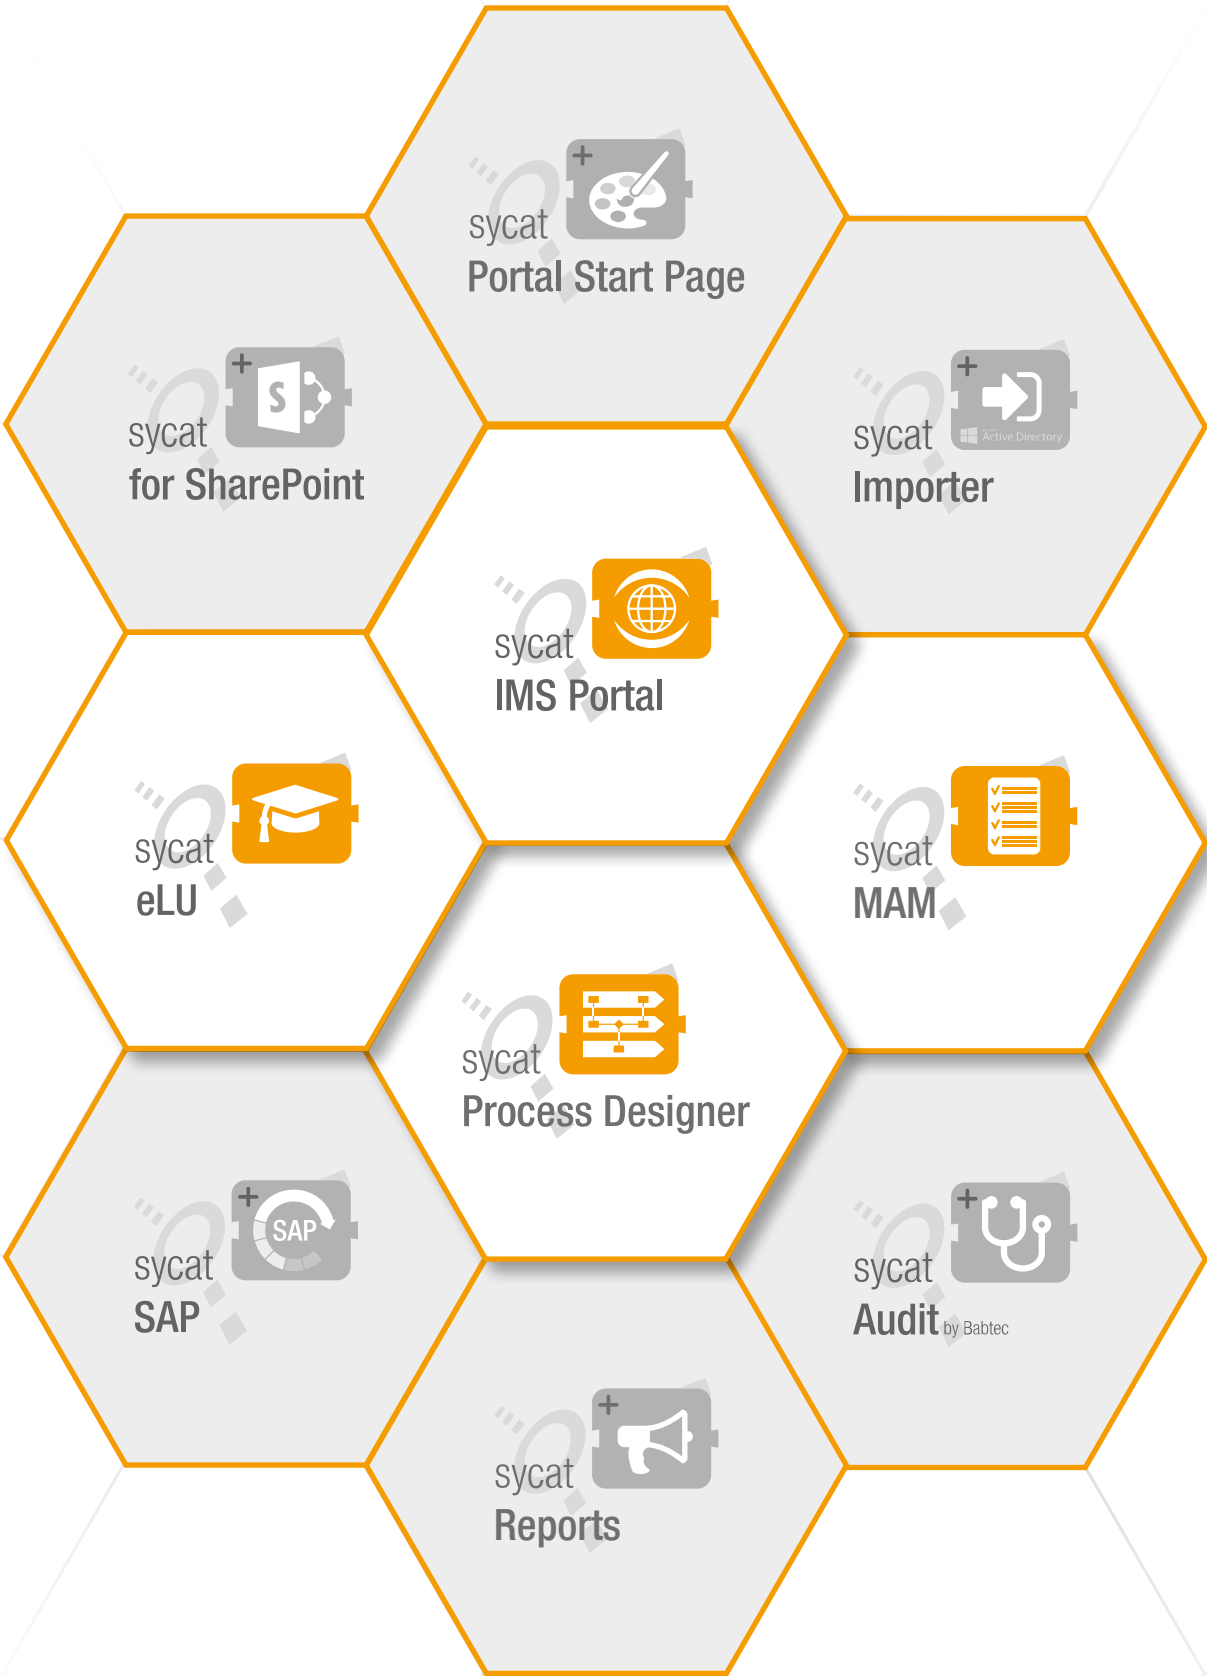 sycat
Portal Start Page
sycat
for SharePoint
S
sycat
Importer
Active Directory
sycat
IMS Portal
sycat
eLU
sycat
MAM
sycat
Process Designer
sycat
SAP
SAP
sycat
Audit by Babtec
sycat
Reports